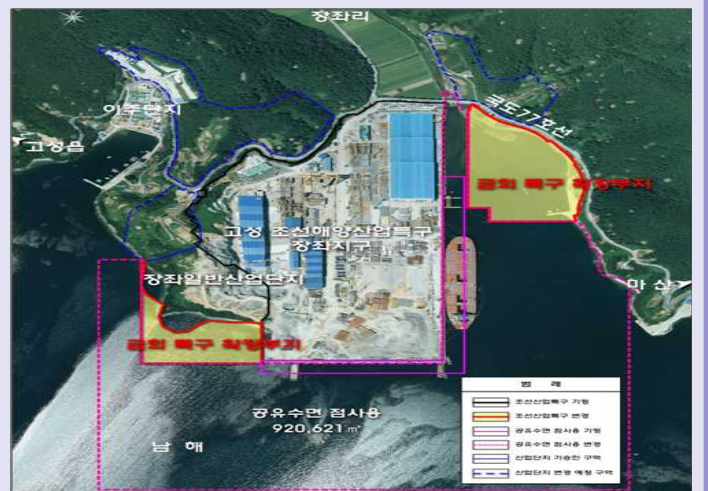 장좌리
이주단지
국도77호선
고성읍
금회 특구 확장부지
고성 조선해양산업특구
장좌지구
장좌일반산업단지
마산
금회 특구 확장부지
공유수면 점사용
920,621㎡
남해
범 례
조선산업특구 기정
조선산업특구 변경
공유수면 점사용 기정
공유수면 점사용 변경
산업단지 기승인 구역
산업단지 변경 예정 구역